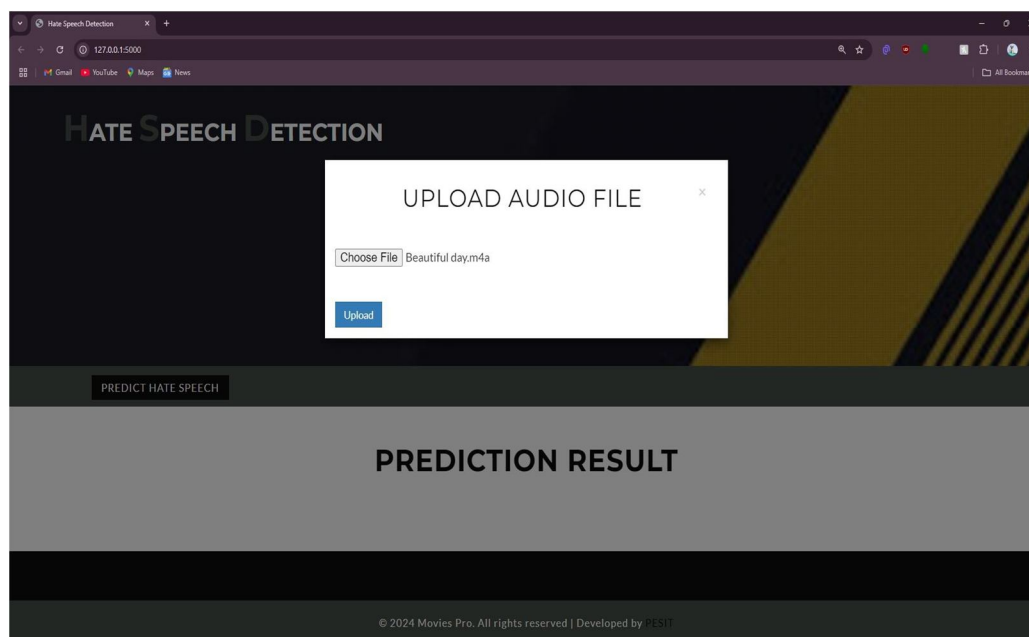 Hate Speech Detection
127.0.0.1:5000
Gmail YouTube Maps News All Bookmar
HATE SPEECH DETECTION
UPLOAD AUDIO FILE ×
Choose File Beautiful day.m4a
Upload
PREDICT HATE SPEECH
PREDICTION RESULT
© 2024 Movies Pro. All rights reserved | Developed by PESIT